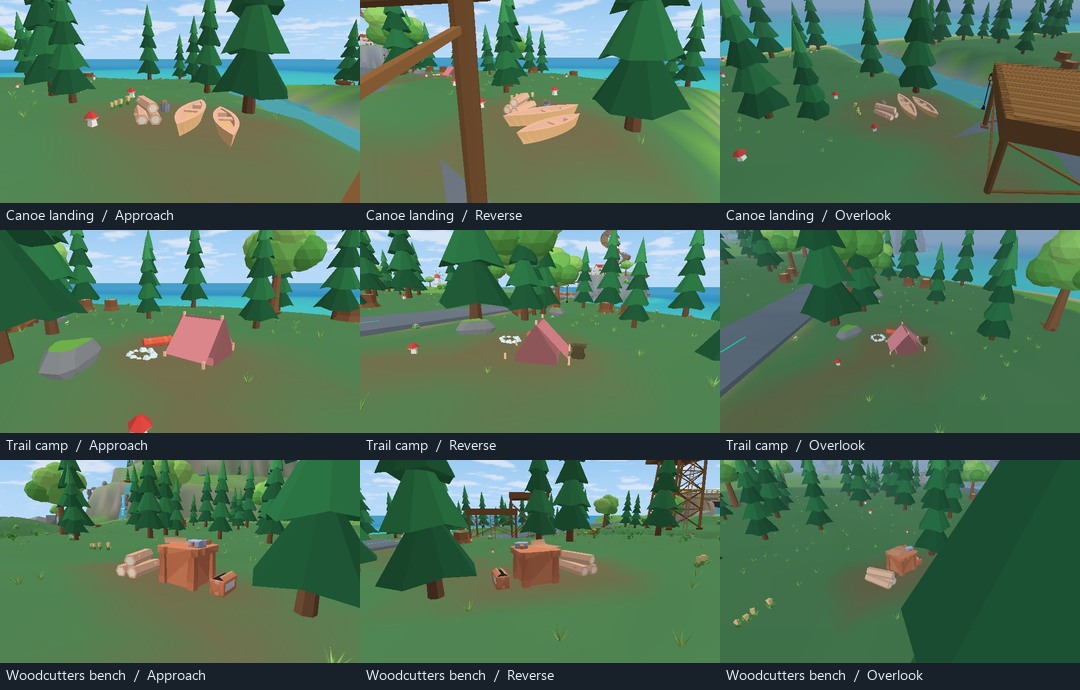 Canoe landing / Approach
Canoe landing / Reverse
Canoe landing / Overlook
Trail camp / Approach
Trail camp / Reverse
Trail camp / Overlook
Woodcutters bench / Approach
Woodcutters bench / Reverse
Woodcutters bench / Overlook